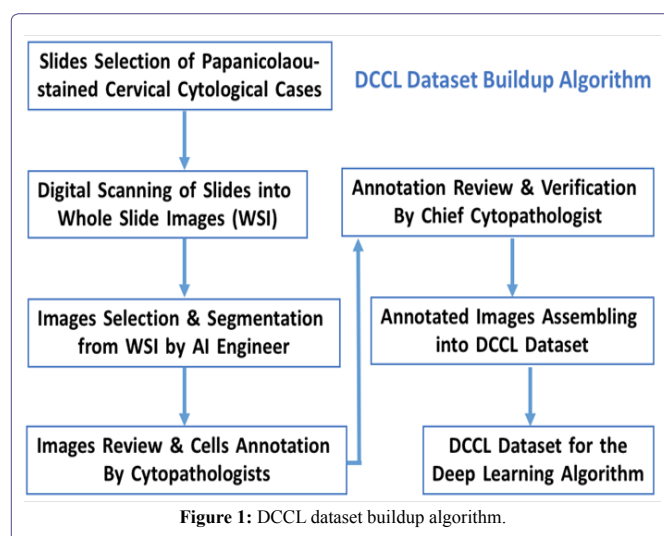 Slides Selection of Papanicolaou-
stained Cervical Cytological Cases
DCCL Dataset Buildup Algorithm
Digital Scanning of Slides into
Whole Slide Images (WSI)
Images Selection & Segmentation
from WSI by AI Engineer
Images Review & Cells Annotation
By Cytopathologists
Annotation Review & Verification
By Chief Cytopathologist
Annotated Images Assembling
into DCCL Dataset
DCCL Dataset for the
Deep Learning Algorithm
Figure 1: DCCL dataset buildup algorithm.